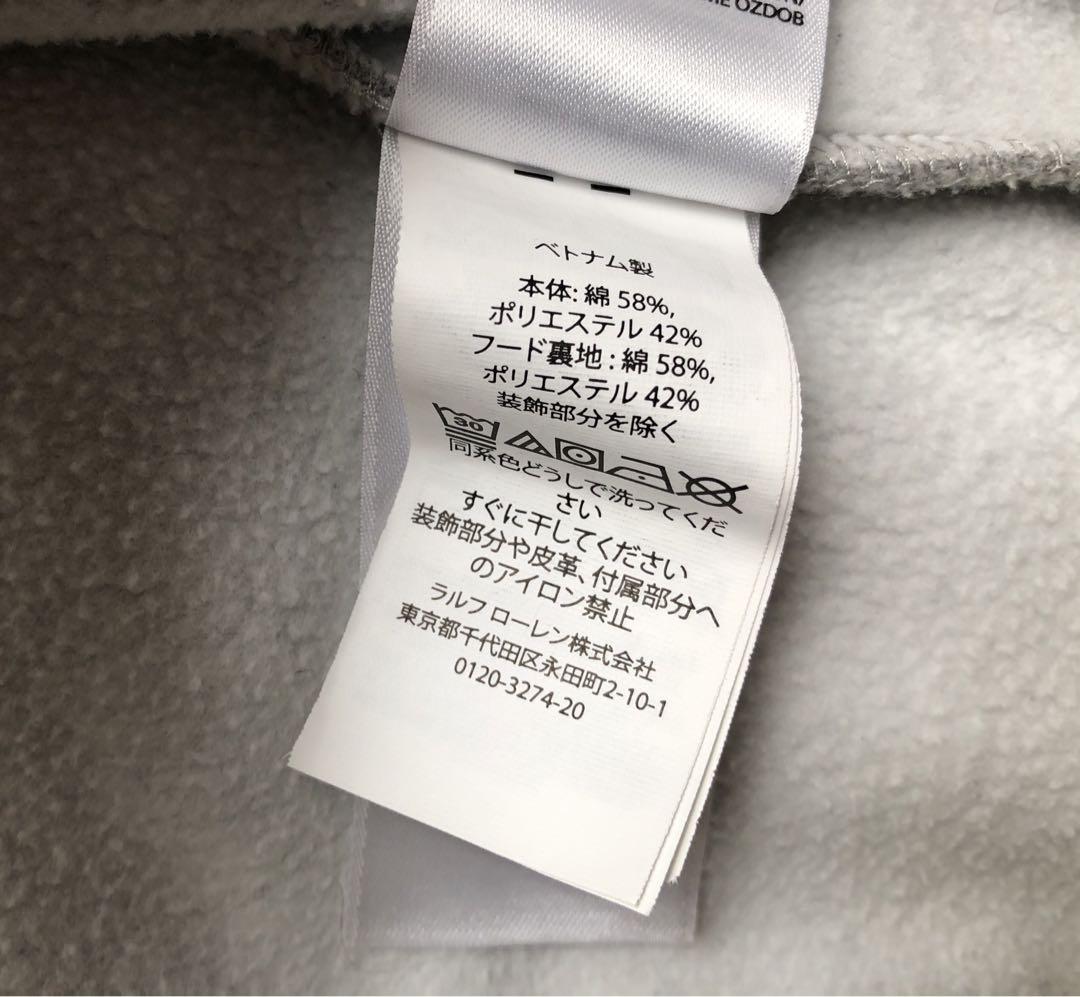 OZDOB
ベトナム製
本体: 綿 58%,
ポリエステル 42%
フード裏地 : 綿 58%,
ポリエステル 42%
装飾部分を除く
30
同系色どうしで洗ってくだ
さい
すぐに干してください
装飾部分や皮革、付属部分へ
のアイロン禁止
ラルフ ローレン株式会社
東京都千代田区永田町2-10-1
0120-3274-20